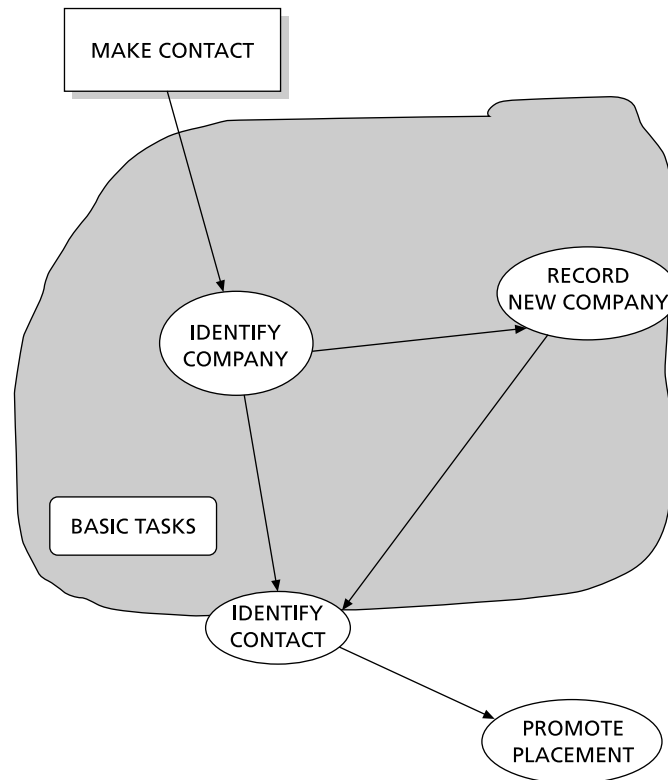 MAKE CONTACT
RECORD
NEW COMPANY
IDENTIFY
COMPANY
BASIC TASKS
IDENTIFY
CONTACT
PROMOTE
PLACEMENT